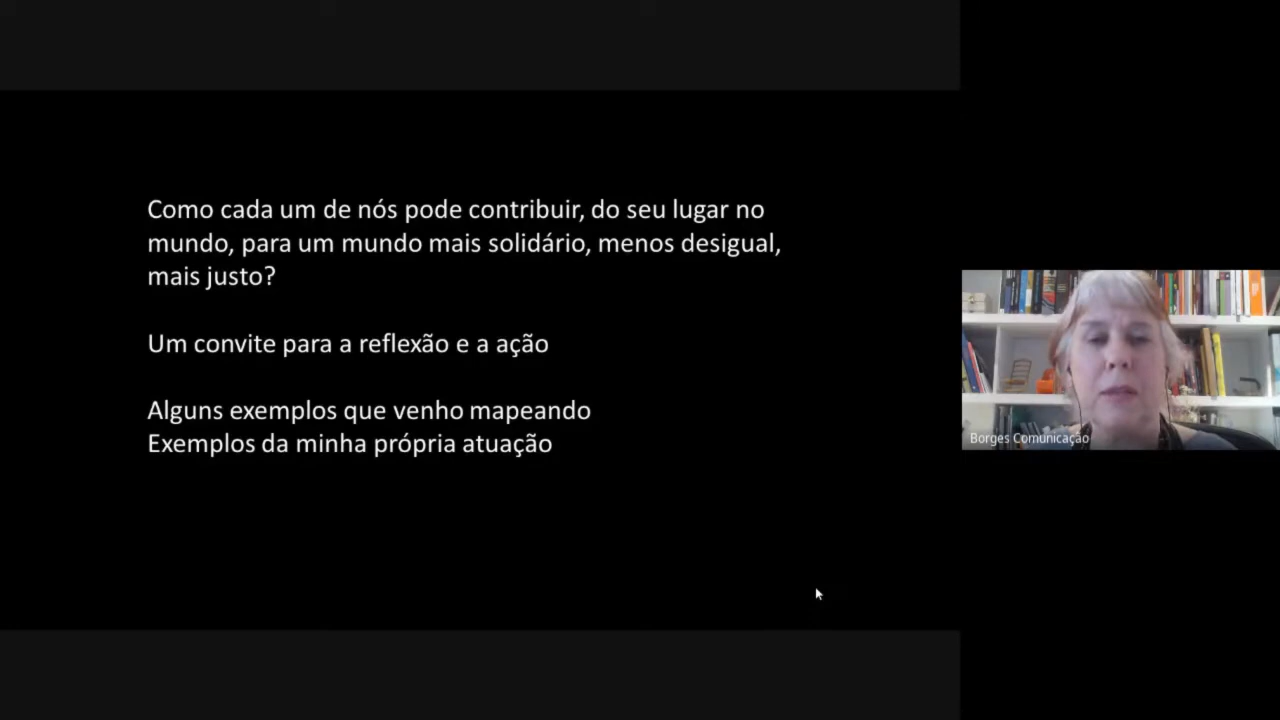 Como cada um de nós pode contribuir, do seu lugar no
mundo, para um mundo mais solidário, menos desigual,
mais justo?
Um convite para a reflexão e a ação
Alguns exemplos que venho mapeando
Exemplos da minha própria atuação
Borges Comunicação